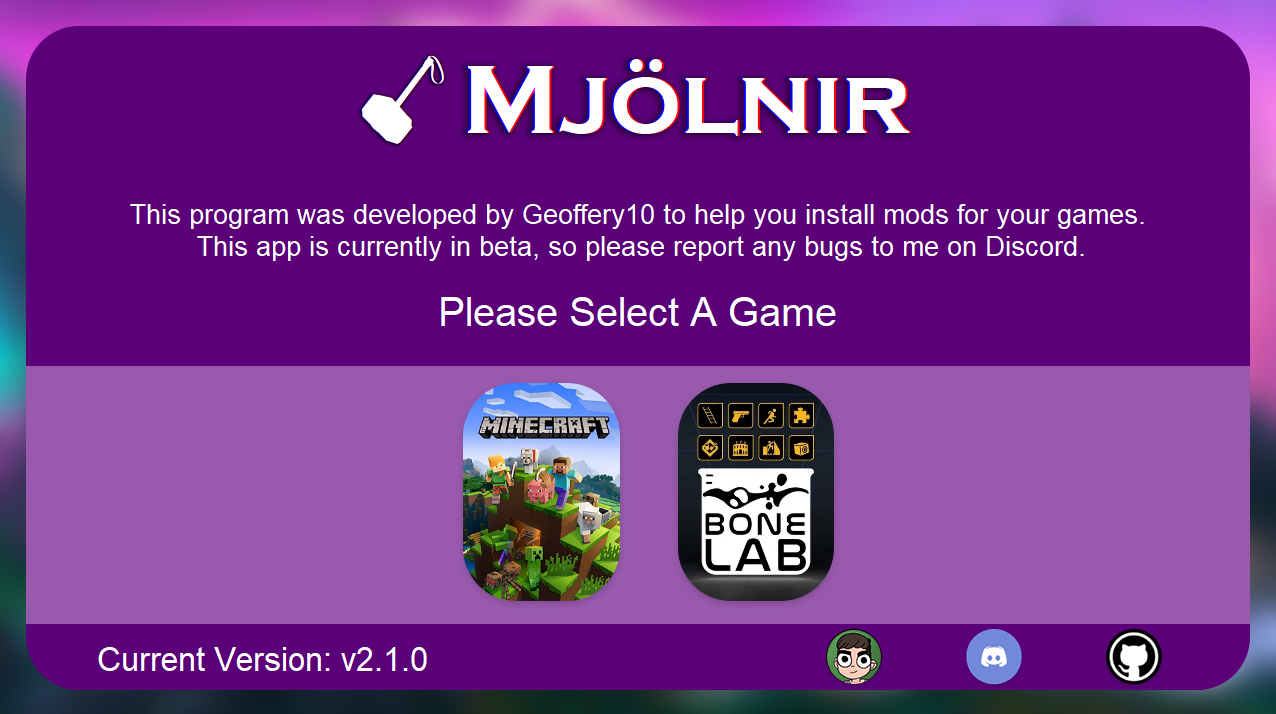 MJÖLNIR
This program was developed by Geoffery10 to help you install mods for your games.
This app is currently in beta, so please report any bugs to me on Discord.
Please Select A Game
MINECRAFT
BONE
LAB
Current Version: v2.1.0